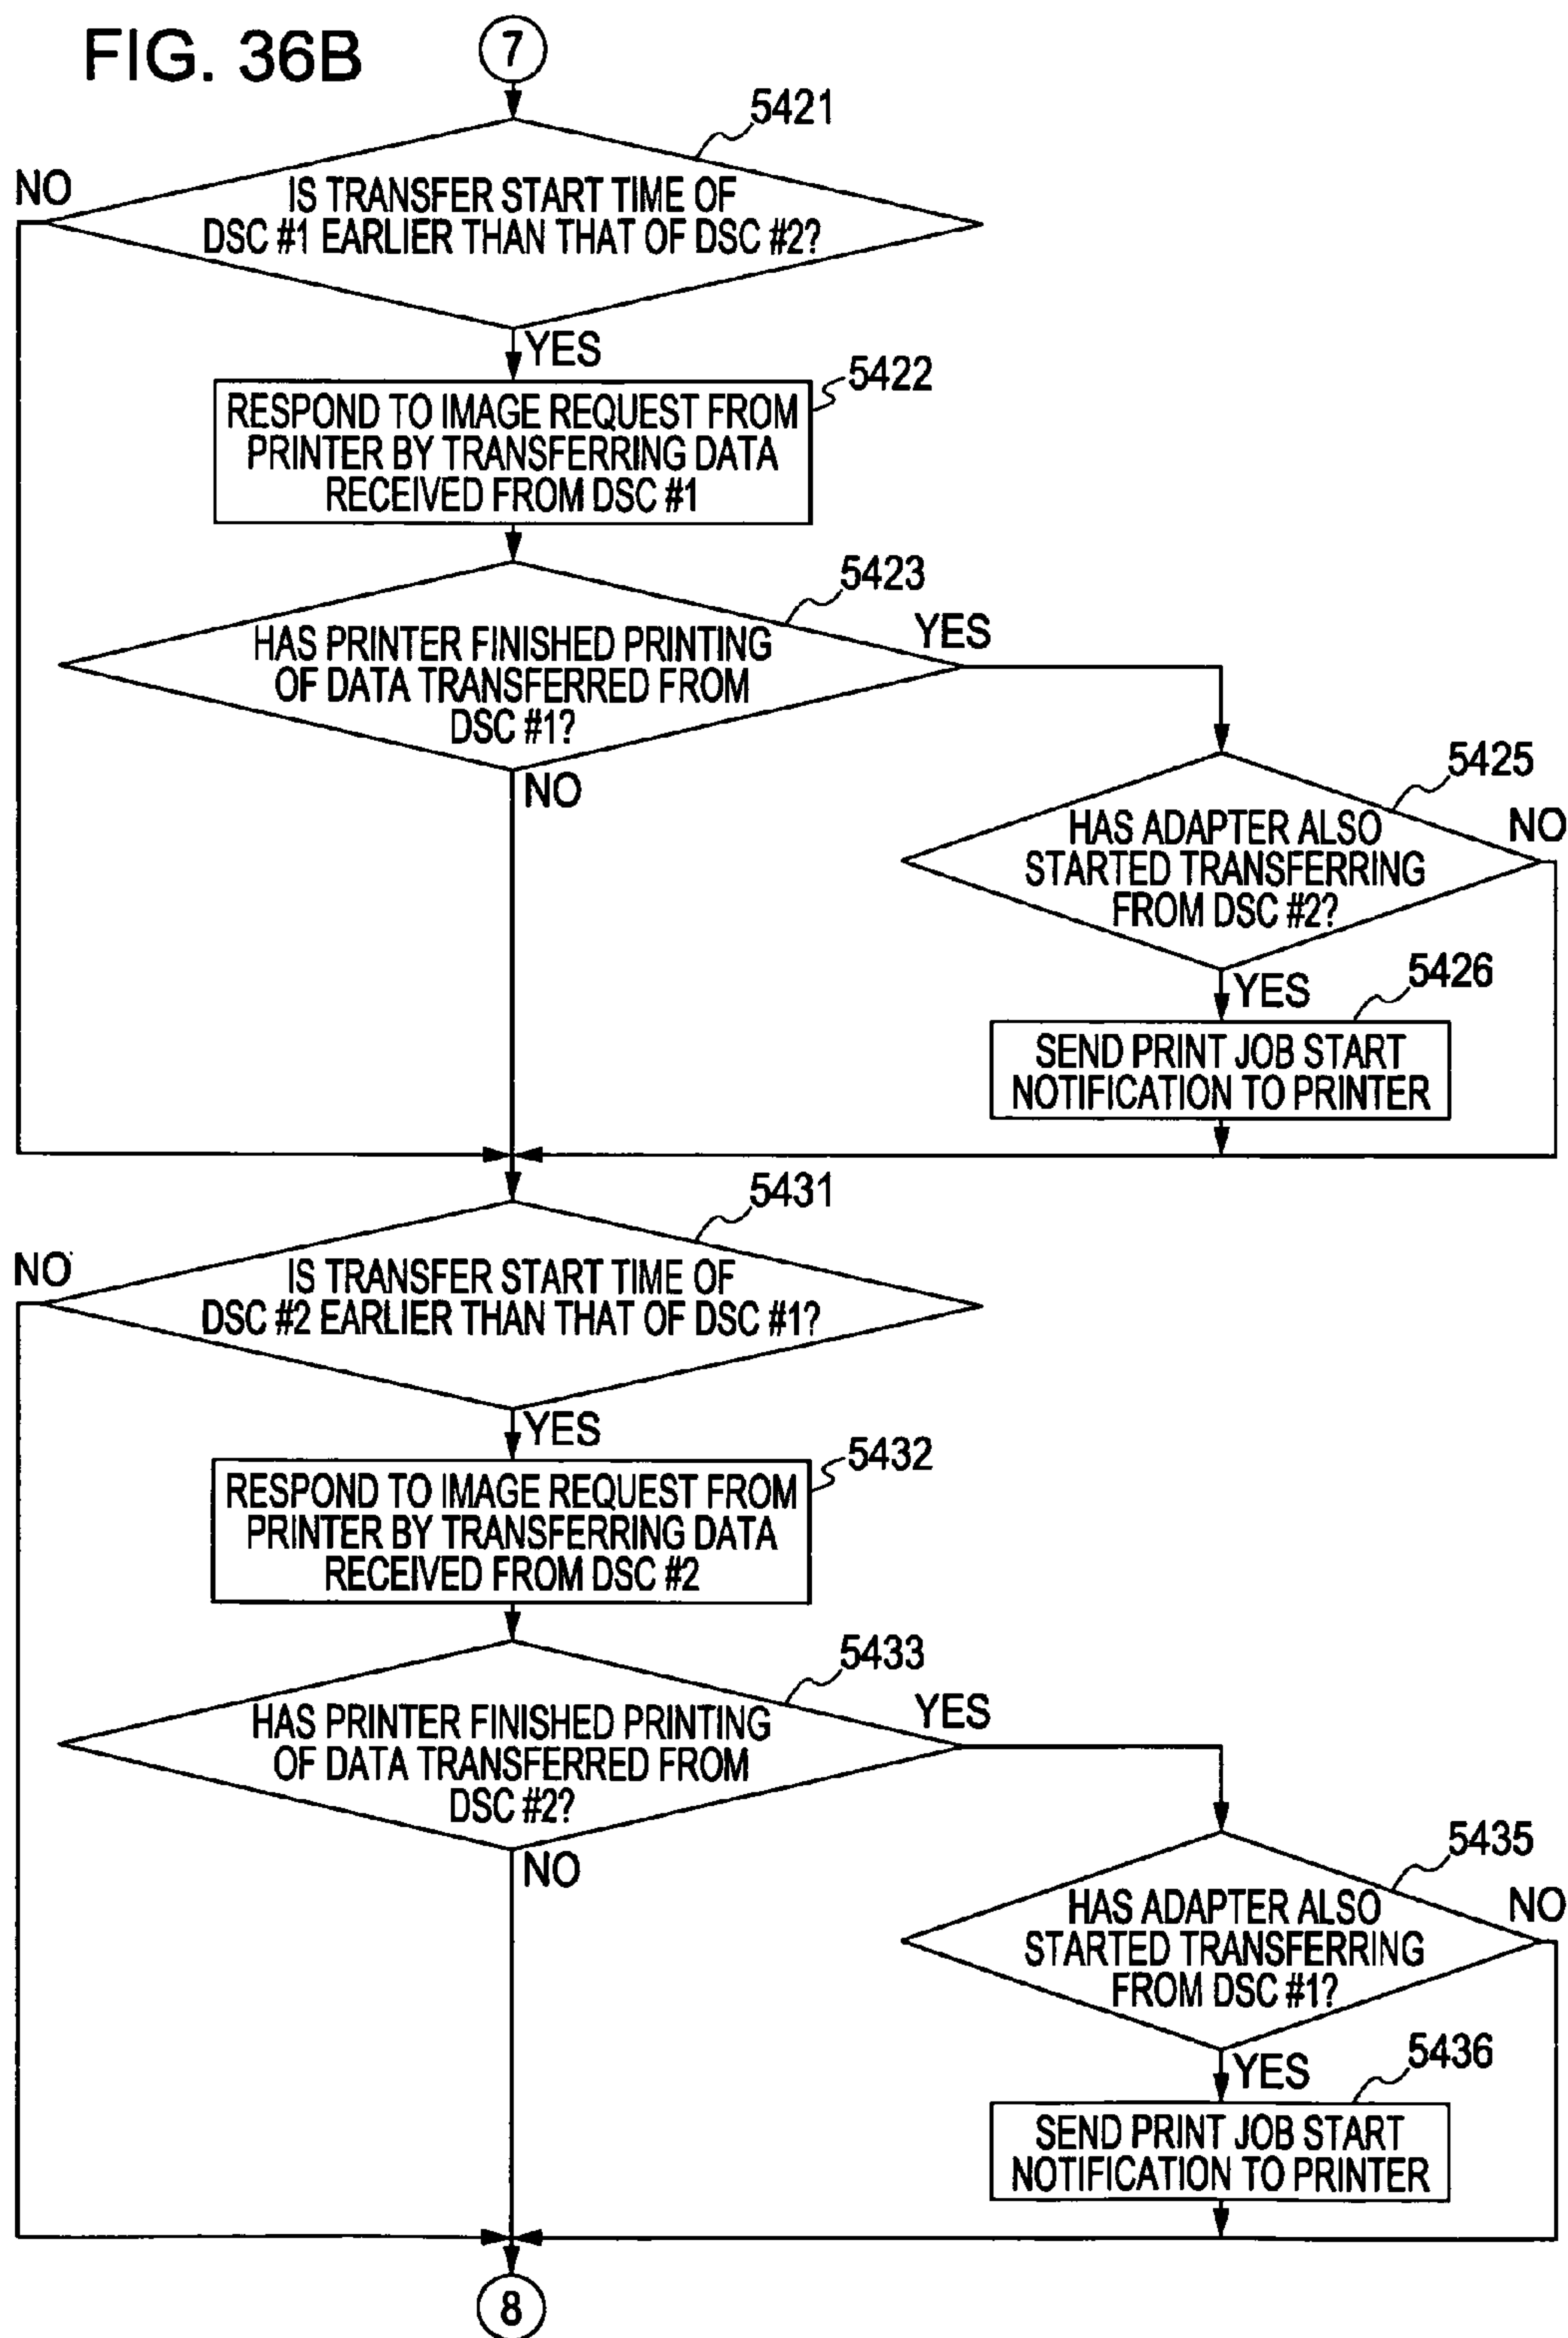 FIG. 36B
7
5421
NO
IS TRANSFER START TIME OF
DSC #1 EARLIER THAN THAT OF DSC #2?
YES
5422
RESPOND TO IMAGE REQUEST FROM
PRINTER BY TRANSFERRING DATA
RECEIVED FROM DSC #1
5423
YES
HAS PRINTER FINISHED PRINTING
OF DATA TRANSFERRED FROM
DSC #1?
NO
5425
NO
HAS ADAPTER ALSO
STARTED TRANSFERRING
FROM DSC #2?
YES
5426
SEND PRINT JOB START
NOTIFICATION TO PRINTER
5431
NO
IS TRANSFER START TIME OF
DSC #2 EARLIER THAN THAT OF DSC #1?
YES
5432
RESPOND TO IMAGE REQUEST FROM
PRINTER BY TRANSFERRING DATA
RECEIVED FROM DSC #2
5433
YES
HAS PRINTER FINISHED PRINTING
OF DATA TRANSFERRED FROM
DSC #2?
NO
5435
NO
HAS ADAPTER ALSO
STARTED TRANSFERRING
FROM DSC #1?
YES
5436
SEND PRINT JOB START
NOTIFICATION TO PRINTER
8